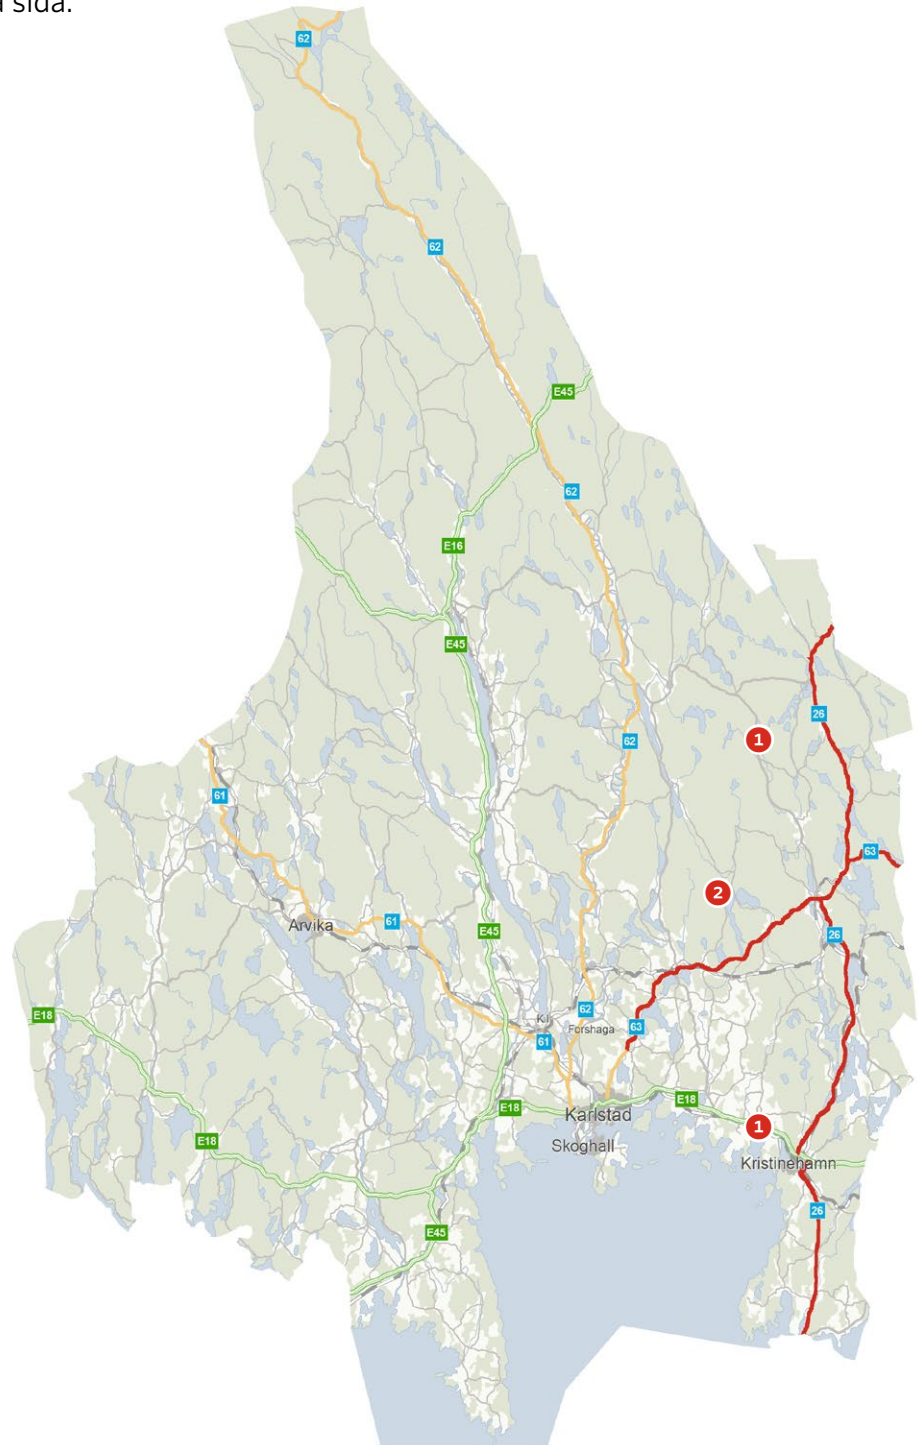 sida.
62
62
E45
62
E16
E45
26
1
62
61
63
2
61
E45
26
Arvika
E18
62
Kil
63
Forshaga
61
E18
E18
Karlstad
1
E18
Skoghall
Kristinehamn
26
E45